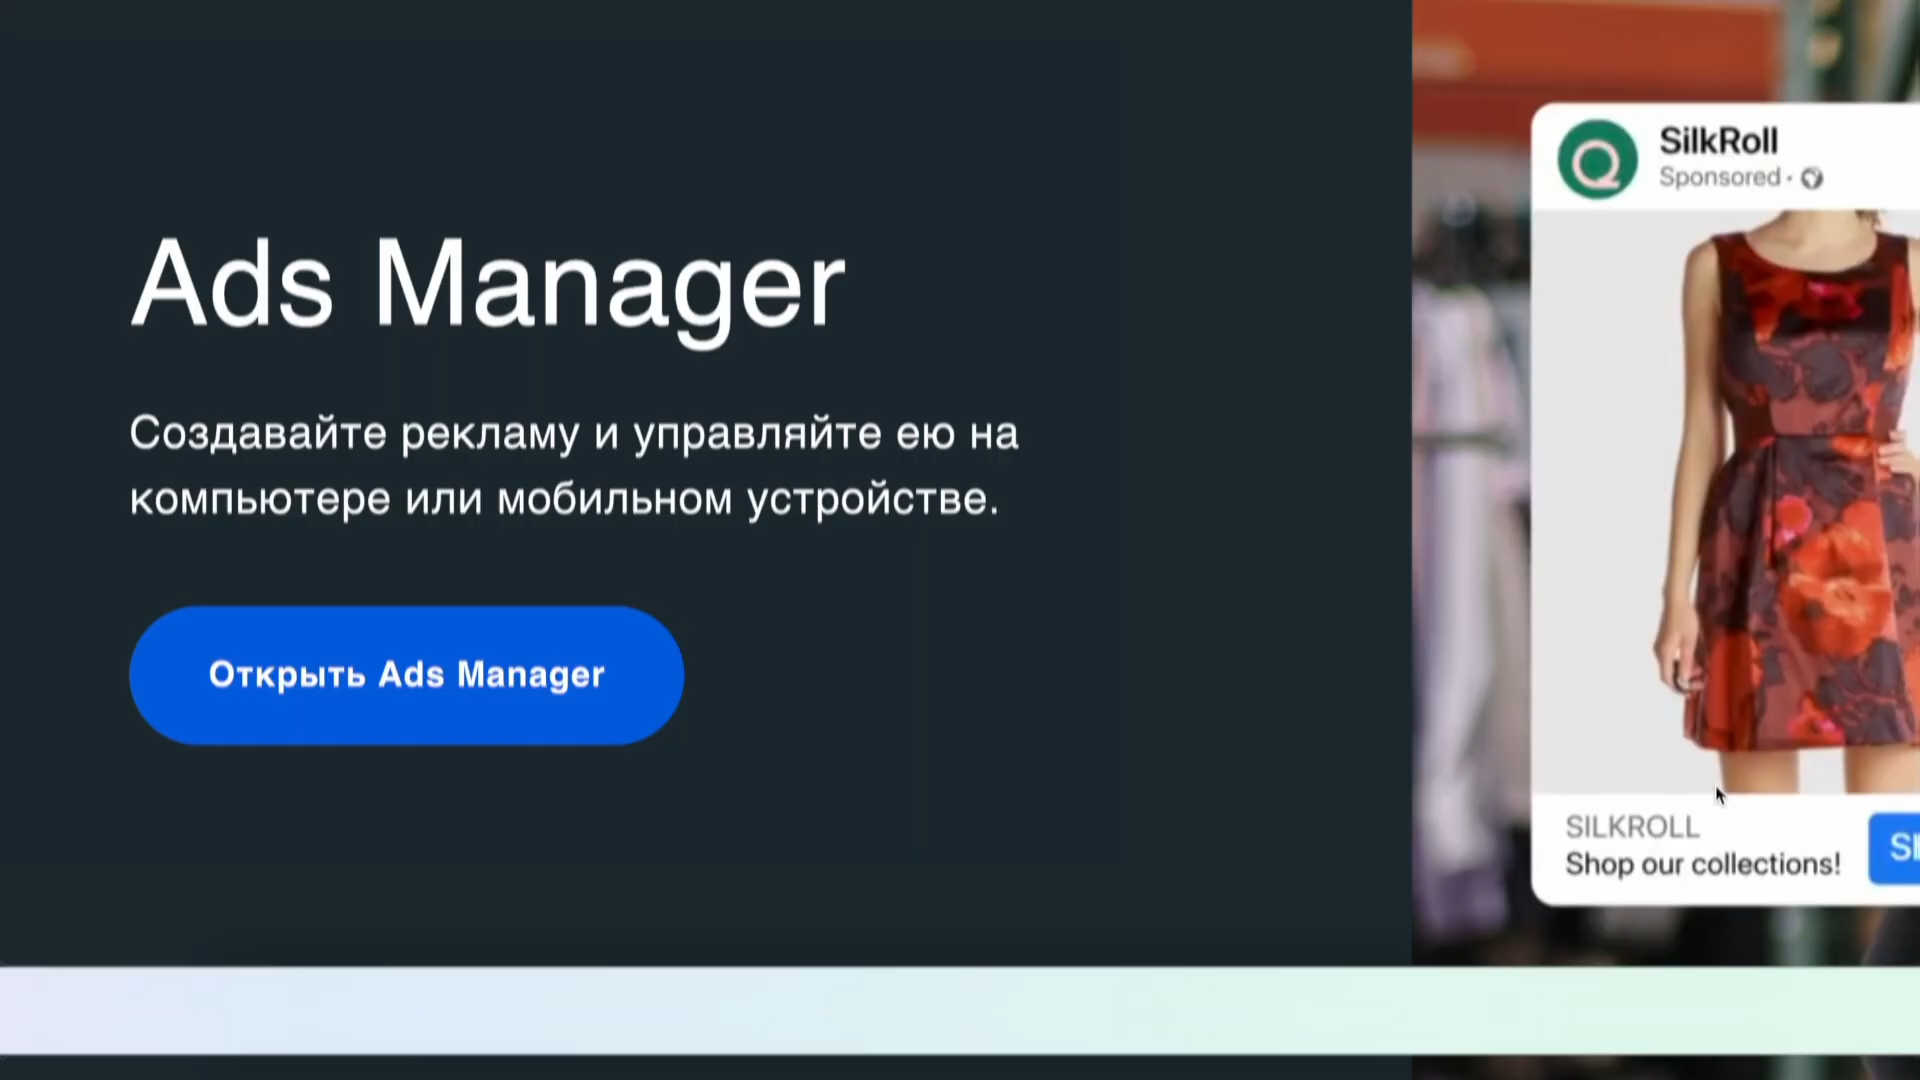 Ads Manager
Создавайте рекламу и управляйте ею на
компьютере или мобильном устройстве.
Открыть Ads Manager
SilkRoll
Sponsored ·
SILKROLL
Shop our collections!